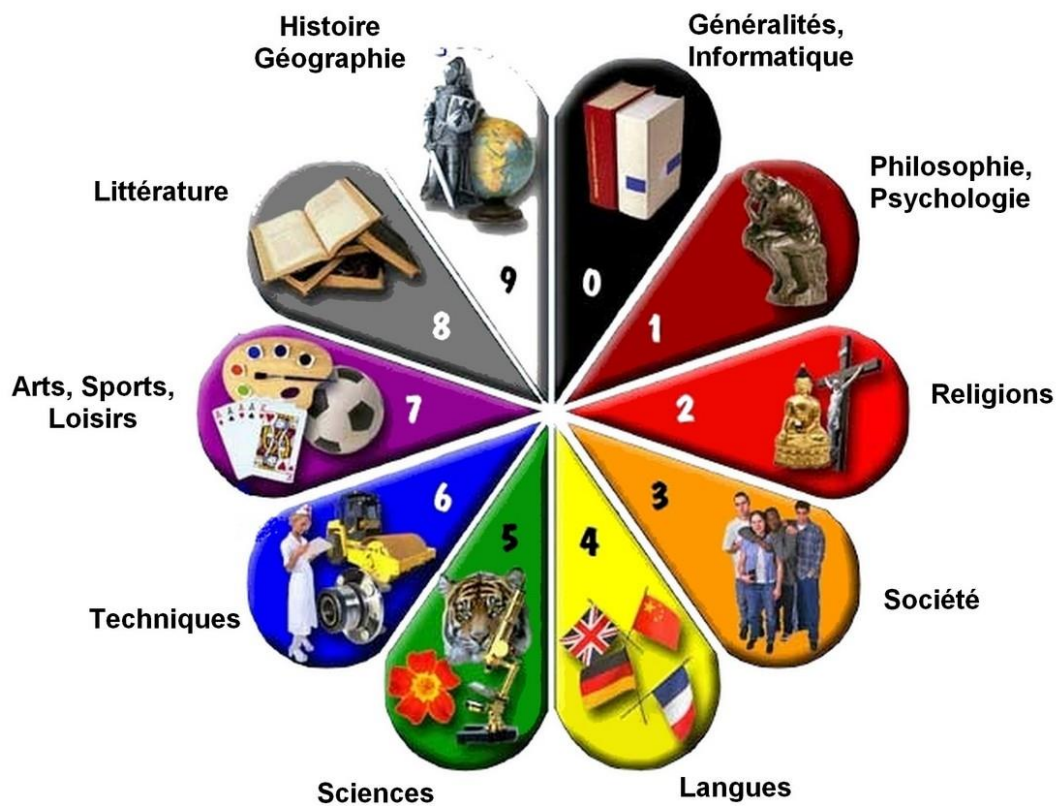 Histoire
Géographie
Généralités,
Informatique
Philosophie,
Psychologie
Littérature
9
0
8
1
Arts, Sports,
Loisirs
7
2
Religions
6
3
5
4
Techniques
Société
Sciences
Langues